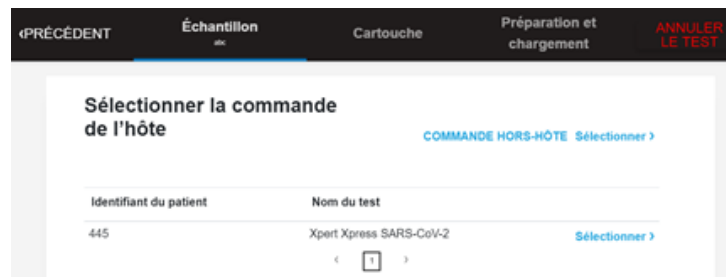 ‹PRÉCÉDENT Échantillon Cartouche Préparation et chargement ANNULER LE TEST
abc
Sélectionner la commande
de l'hôte
COMMANDE HORS-HÔTE Sélectionner ›
Identifiant du patient Nom du test
445 Xpert Xpress SARS-CoV-2 Sélectionner ›
‹ 1 ›